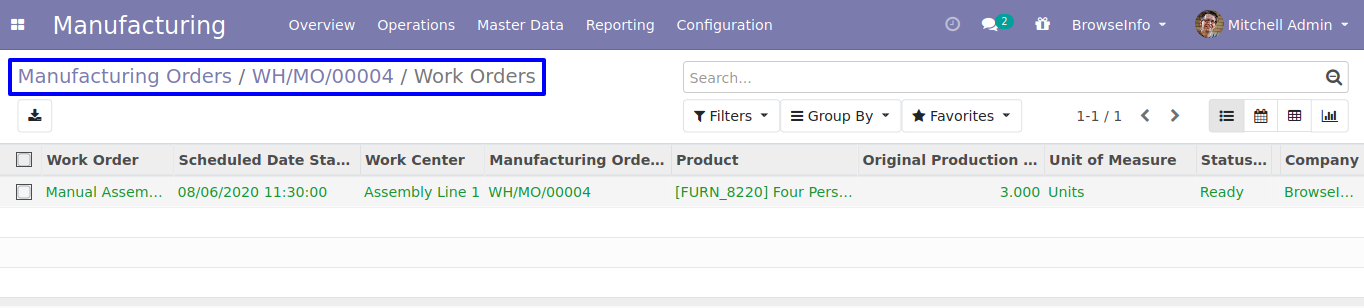 Manufacturing Overview Operations Master Data Reporting Configuration 2 BrowseInfo Mitchell Admin
Manufacturing Orders / WH/MO/00004 / Work Orders Search...
Filters Group By Favorites 1-1 / 1
Work Order Scheduled Date Sta... Work Center Manufacturing Orde... Product Original Production ... Unit of Measure Status... Company
Manual Assem... 08/06/2020 11:30:00 Assembly Line 1 WH/MO/00004 [FURN_8220] Four Pers... 3.000 Units Ready BrowseI...